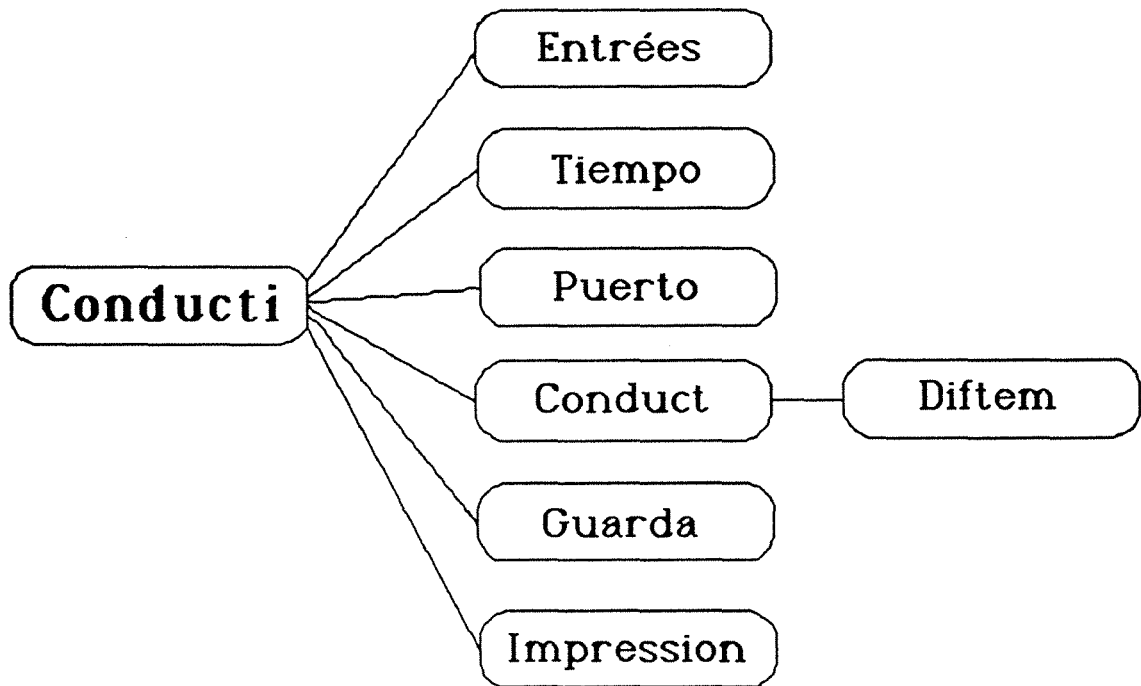 Entrées
Tiempo
Puerto
Conducti
Conduct
Diftem
Guarda
Impression